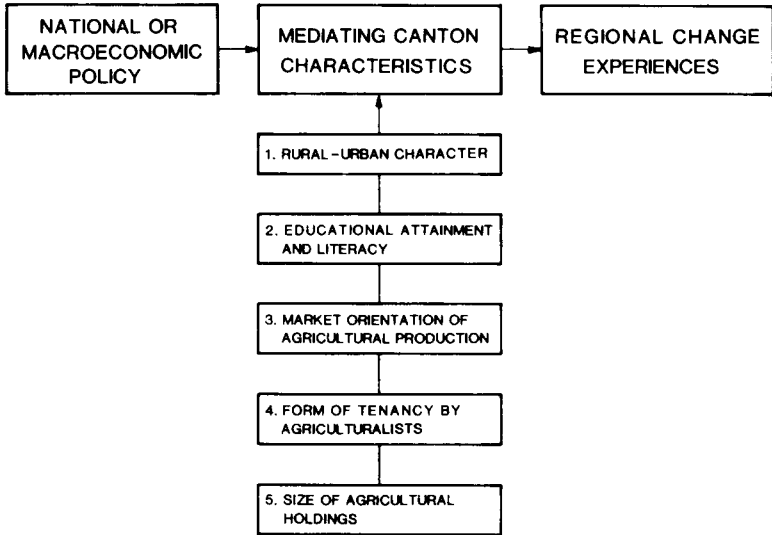 NATIONAL OR
MACROECONOMIC
POLICY
MEDIATING CANTON
CHARACTERISTICS
REGIONAL CHANGE
EXPERIENCES
1. RURAL-URBAN CHARACTER
2. EDUCATIONAL ATTAINMENT
AND LITERACY
3. MARKET ORIENTATION OF
AGRICULTURAL PRODUCTION
4. FORM OF TENANCY BY
AGRICULTURALISTS
5. SIZE OF AGRICULTURAL
HOLDINGS